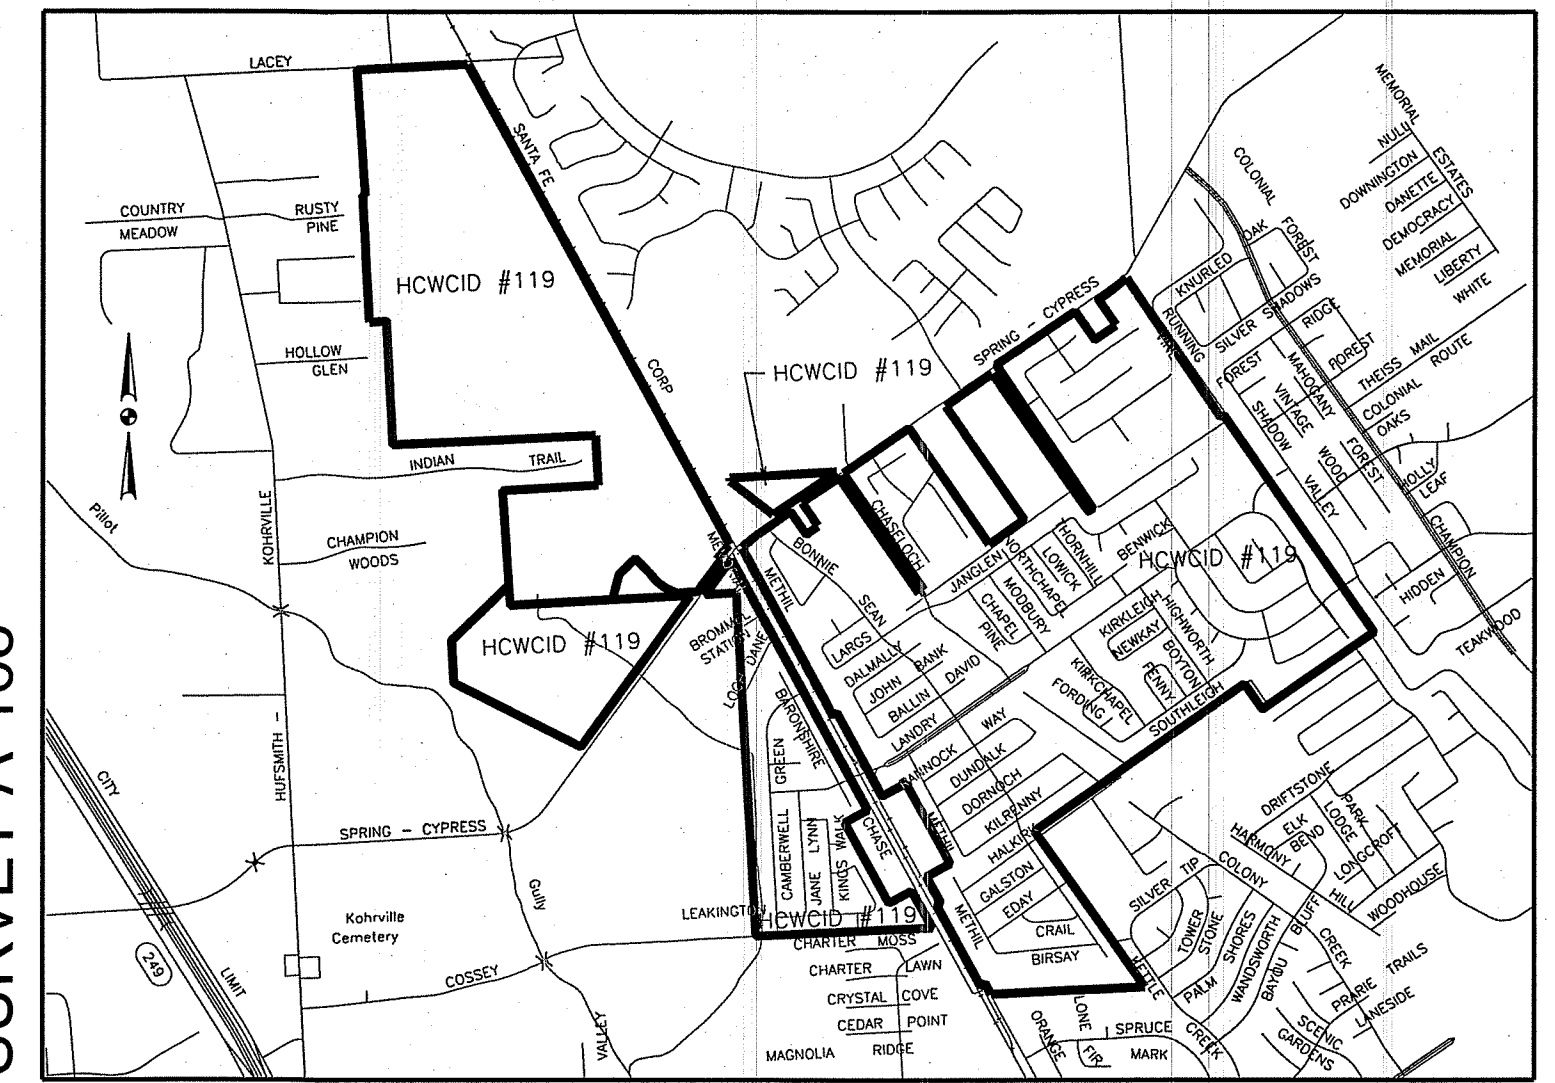 LACEY
SANTA FE
COUNTRY
MEADOW
RUSTY
PINE
HCWCID #119
HOLLOW
GLEN
CORP
HCWCID #119
SPRING - CYPRESS
INDIAN TRAIL
Pillot
KOHRVILLE
CHAMPION
WOODS
HCWCID #119
HUFSMITH -
CITY
LIMIT
249
SPRING - CYPRESS
Kohrville
Cemetery
Gully
COSSEY
VALLEY
LEAKINGTON
HCWCID #119
CHARTER MOSS
CHARTER LAWN
CRYSTAL COVE
CEDAR POINT
MAGNOLIA RIDGE
BROMMEL
STATION
DANE
BARONSHIRE
GREEN
CAMBERWELL
JANE LYNN
KINGS WALK
CHASE
METHIL
BONNIE
SEAN
CHASELOCH
LARGS
DALMALLY
JOHN BANK
BALLIN DAVID
LANDRY WAY
BANNOCK
DUNDALK
DORNOCH
KILRENNY
HALKIRK
GALSTON
EDAY
CRAIL
BIRSAY
METHIL
METHIL
JANGLEN
NORTHCHAPEL
THORNHILL
LOWICK
MODBURY
CHAPEL
PINE
BENWICK
HCWCID #119
KIRKLEIGH
NEWKAY
HIGHWORTH
BOYTON
FENNY
KIRKCHAPEL
FORDING
SOUTHLEIGH
MEMORIAL
ESTATES
NULL
DOWNINGTON
DANETTE
DEMOCRACY
MEMORIAL
LIBERTY
WHITE
COLONIAL
OAK FOREST
KNURLED
RUNNING
SILVER SHADOWS
RIDGE
FOREST
FOREST
MAHOGANY
VINTAGE
SHADOW
VALLEY
WOOD
FOREST
THEISS MAIL
ROUTE
COLONIAL
OAKS
HOLLY
LEAF
CHAMPION
HIDDEN
TEAKWOOD
DRIFTSTONE
PARK
LODGE
ELK
BEND
HARMONY
HILL
LONGCROFT
WOODHOUSE
COLONY
SILVER TIP
TOWER
STONE
SHORES
PALM
WANDSWORTH
BAYOU
BLUFF
CREEK
PRARIE TRAILS
LANESIDE
SCENIC
GARDENS
METTLE
CREEK
ORANGE
LONE
FIR
SPRUCE
MARK